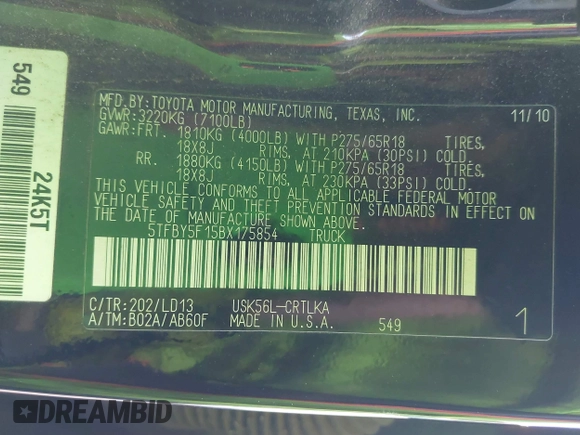 549
24K5T
MFD.BY:TOYOTA MOTOR MANUFACTURING, TEXAS, INC. 11/10
GVWR:3220KG (7100LB)
GAWR:FRT. 1810KG (4000LB) WITH P275/65R18 TIRES,
18X8J RIMS, AT 210KPA (30PSI) COLD.
RR. 1880KG (4150LB) WITH P275/65R18 TIRES,
18X8J RIMS, AT 230KPA (33PSI) COLD.
THIS VEHICLE CONFORMS TO ALL APPLICABLE FEDERAL MOTOR
VEHICLE SAFETY AND THEFT PREVENTION STANDARDS IN EFFECT ON
THE DATE OF MANUFACTURE SHOWN ABOVE.
5TFBY5F15BX175854 TRUCK
C/TR:202/LD13 USK56L-CRTLKA
A/TM:B02A/AB60F MADE IN U.S.A. 549 1
DREAMBID